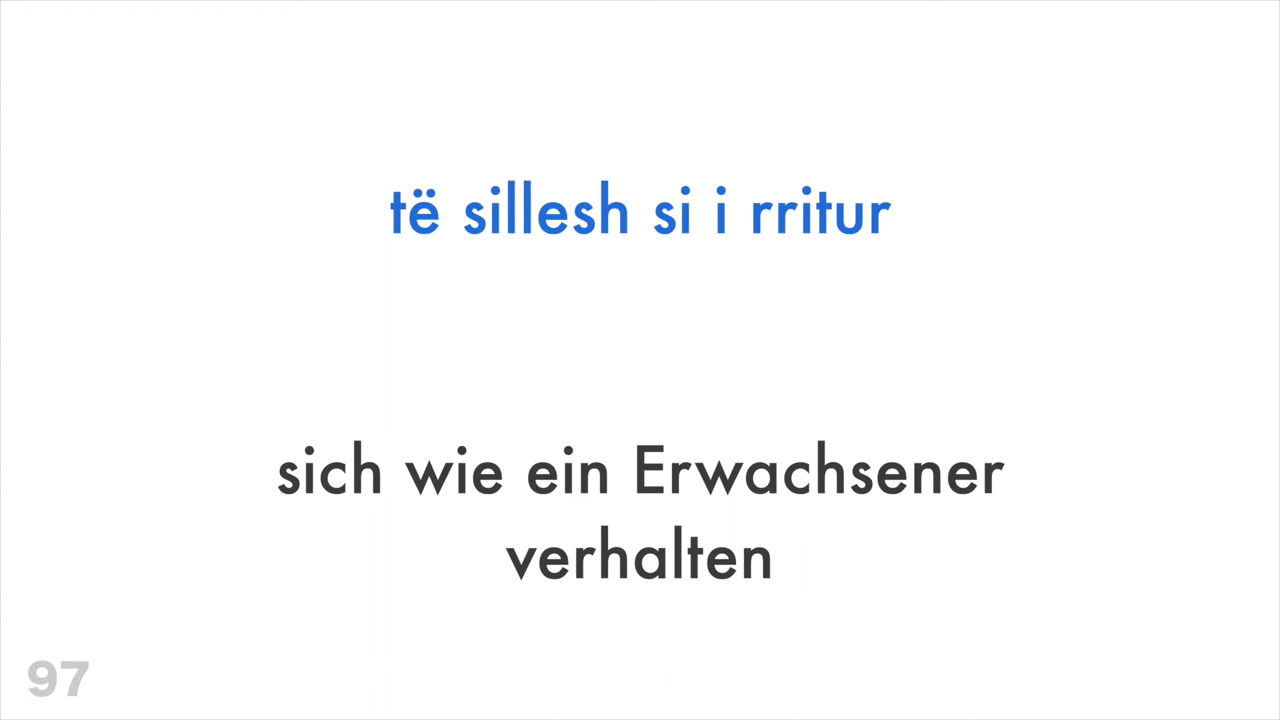 të sillesh si i rritur
sich wie ein Erwachsener
verhalten
97